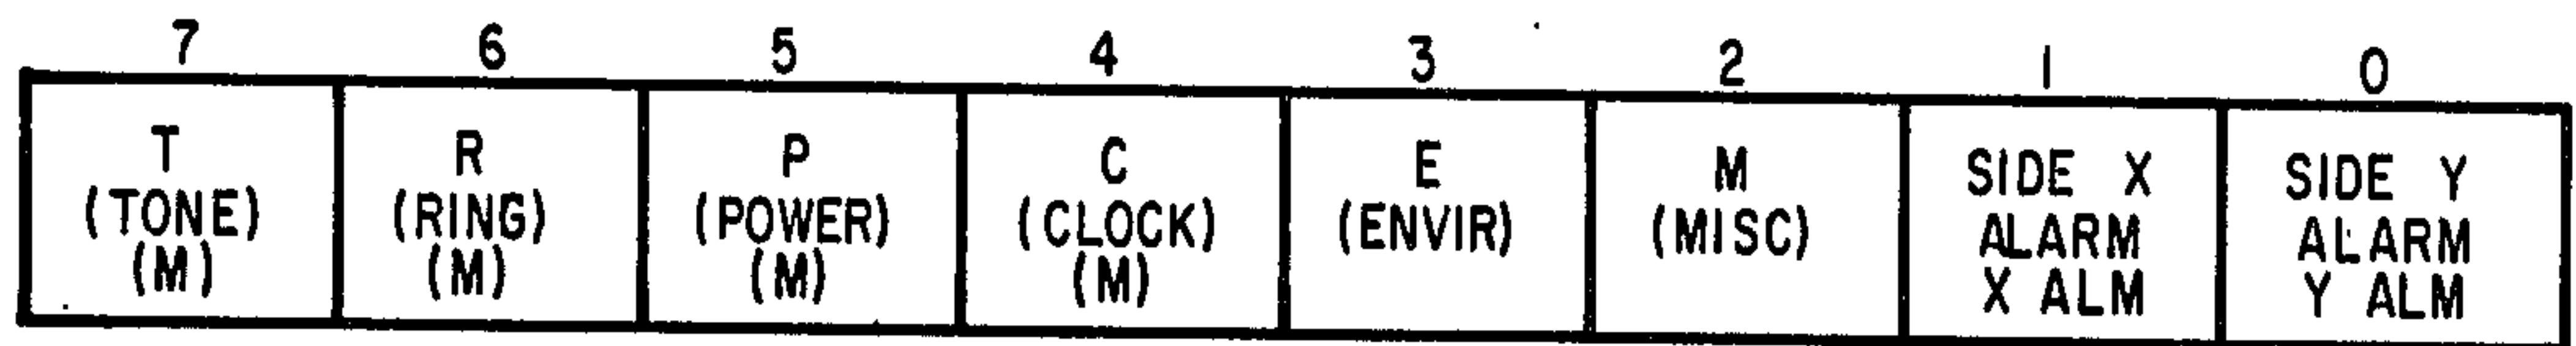 7 6 5 4 3 2 1 0
T R P C E M SIDE X SIDE Y
(TONE) (RING) (POWER) (CLOCK) (ENVIR) (MISC) ALARM ALARM
(M) (M) (M) (M) X ALM Y ALM